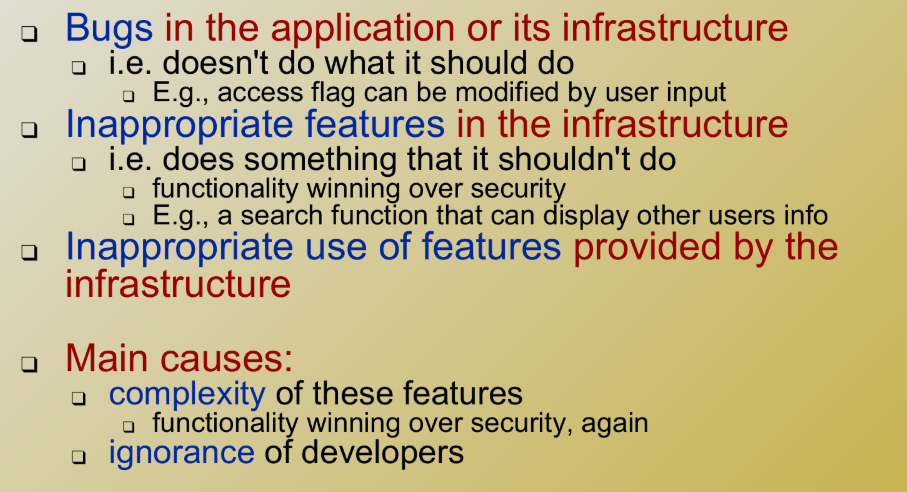 Bugs in the application or its infrastructure
i.e. doesn't do what it should do
E.g., access flag can be modified by user input
Inappropriate features in the infrastructure
i.e. does something that it shouldn't do
functionality winning over security
E.g., a search function that can display other users info
Inappropriate use of features provided by the
infrastructure
Main causes:
complexity of these features
functionality winning over security, again
ignorance of developers